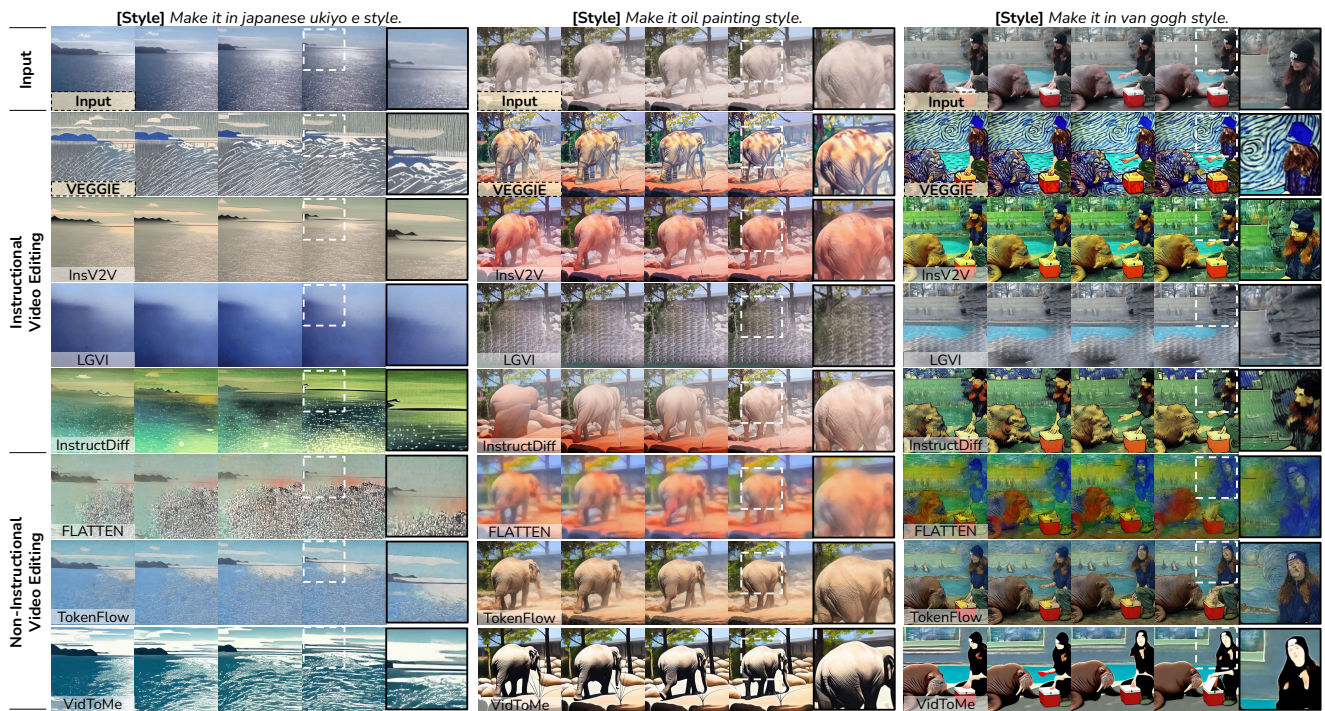 [Style] Make it in japanese ukiyo e style.
[Style] Make it oil painting style.
[Style] Make it in van gogh style.
Input
Input
Input
Input
Instructional
Video Editing
VEGGIE
VEGGIE
VEGGIE
InsV2V
InsV2V
InsV2V
LGVI
LGVI
LGVI
InstructDiff
InstructDiff
InstructDiff
Non-Instructional
Video Editing
FLATTEN
FLATTEN
FLATTEN
TokenFlow
TokenFlow
TokenFlow
VidToMe
VidToMe
VidToMe